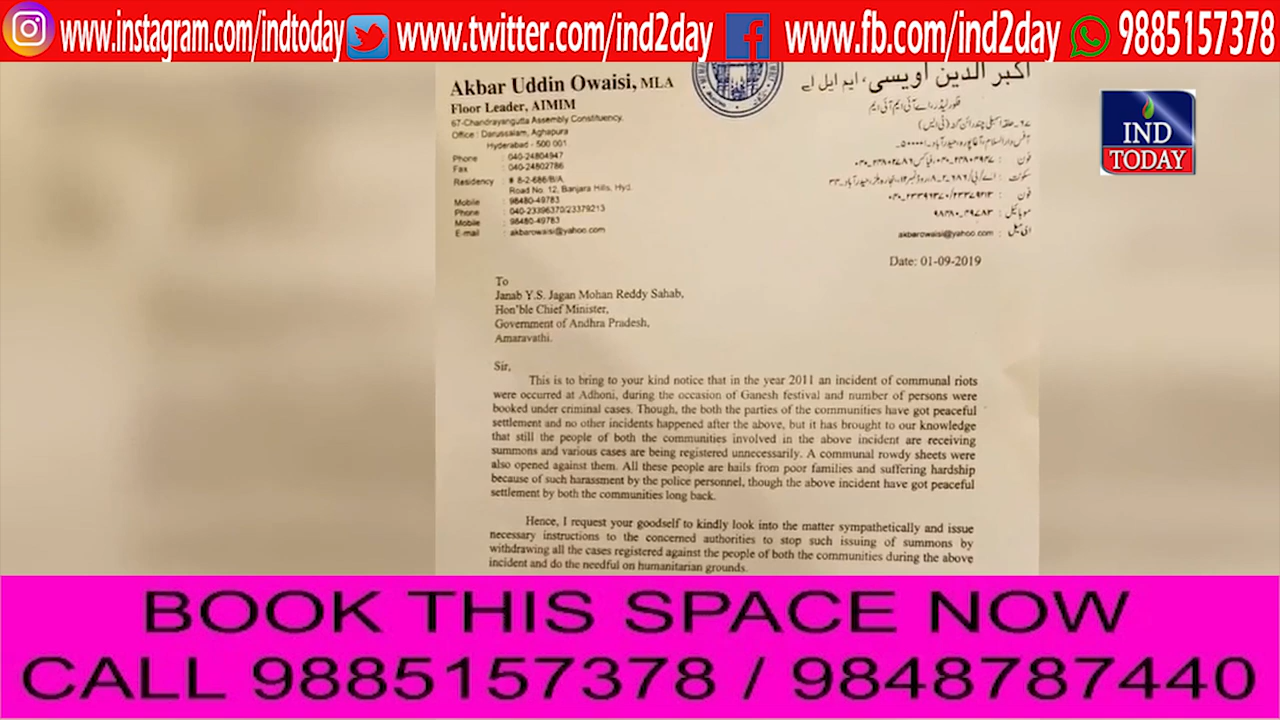 www.instagram.com/indtoday www.twitter.com/ind2day www.fb.com/ind2day 9885157378
Akbar Uddin Owaisi, MLA
Floor Leader, AIMIM
67-Chandrayangutta Assembly Constituency.
Office : Darussalam, Aghapura
Hyderabad - 500 001
Phone : 040-24804947
Fax : 040-24802786
Residency : # 8-2-686/B/A,
Road No. 12, Banjara Hills, Hyd.
Mobile : 98480-49783
Phone : 040-23396370/23379213
Mobile : 98480-49783
E-mail : akbarowaisi@yahoo.com
اکبر الدین اویسی، ایم ایل اے
فلور لیڈر، اے آئی ایم آئی ایم
فون
فون
موبائیل
ای میل : akbarowaisi@yahoo.com
IND
TODAY
Date: 01-09-2019
To
Janab Y.S. Jagan Mohan Reddy Sahab,
Hon'ble Chief Minister,
Government of Andhra Pradesh,
Amaravathi.
Sir,
This is to bring to your kind notice that in the year 2011 an incident of communal riots
were occurred at Adhoni, during the occasion of Ganesh festival and number of persons were
booked under criminal cases. Though, the both the parties of the communities have got peaceful
settlement and no other incidents happened after the above, but it has brought to our knowledge
that still the people of both the communities involved in the above incident are receiving
summons and various cases are being registered unnecessarily. A communal rowdy sheets were
also opened against them. All these people are hails from poor families and suffering hardship
because of such harassment by the police personnel, though the above incident have got peaceful
settlement by both the communities long back.
Hence, I request your goodself to kindly look into the matter sympathetically and issue
necessary instructions to the concerned authorities to stop such issuing of summons by
withdrawing all the cases registered against the people of both the communities during the above
incident and do the needful on humanitarian grounds.
BOOK THIS SPACE NOW
CALL 9885157378 / 9848787440